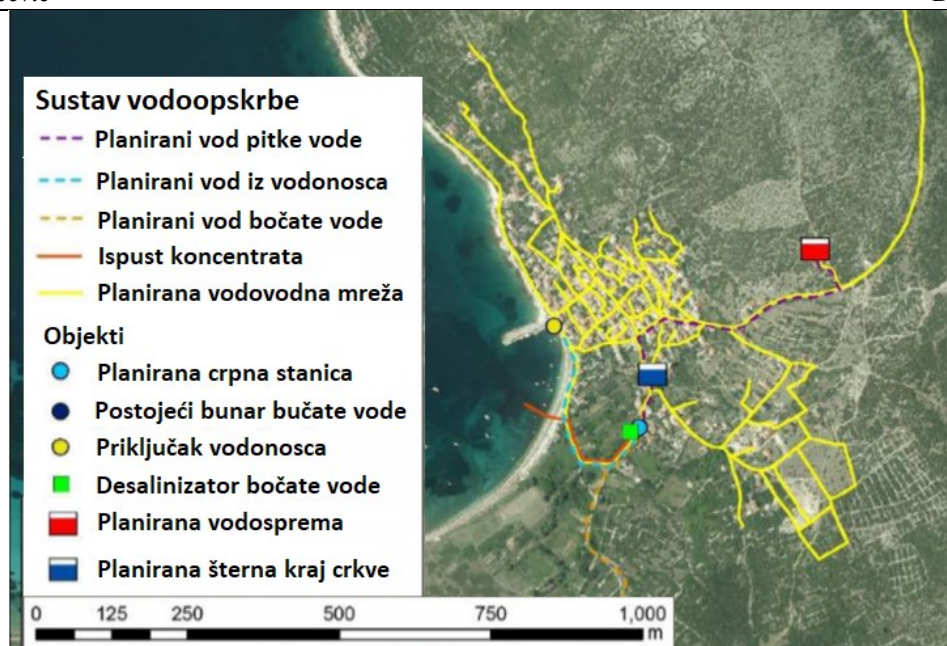 Sustav vodoopskrbe
Planirani vod pitke vode
Planirani vod iz vodonosca
Planirani vod bočate vode
Ispust koncentrata
Planirana vodovodna mreža
Objekti
Planirana crpna stanica
Postojeći bunar bučate vode
Priključak vodonosca
Desalinizator bočate vode
Planirana vodosprema
Planirana šterna kraj crkve
0 125 250 500 750 1,000
m